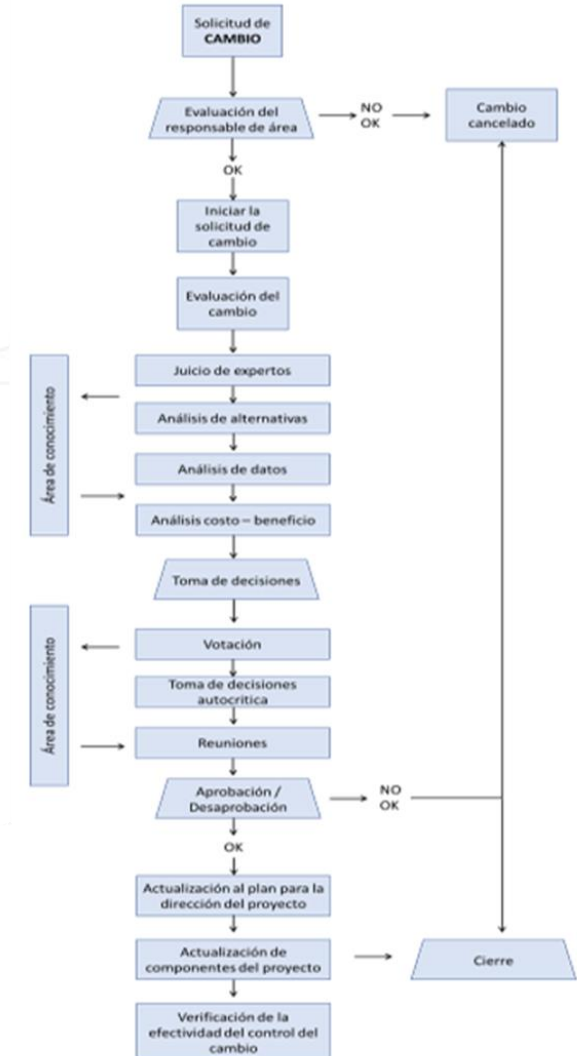 Solicitud de
CAMBIO
Evaluación del
responsable de área
NO
OK
Cambio
cancelado
OK
Iniciar la
solicitud de
cambio
Evaluación del
cambio
Área de conocimiento
Juicio de expertos
Análisis de alternativas
Análisis de datos
Análisis costo – beneficio
Toma de decisiones
Área de conocimiento
Votación
Toma de decisiones
autocritica
Reuniones
Aprobación /
Desaprobación
NO
OK
OK
Actualización al plan para la
dirección del proyecto
Actualización de
componentes del proyecto
Cierre
Verificación de la
efectividad del control del
cambio